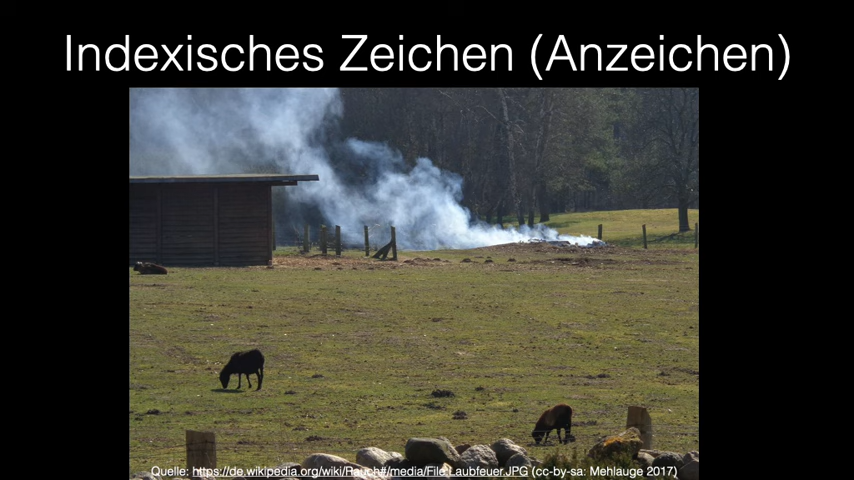 Indexisches Zeichen (Anzeichen)
Quelle: https://de.wikipedia.org/wiki/Rauch#/media/File:Laubfeuer.JPG (cc-by-sa: Mehlauge 2017)